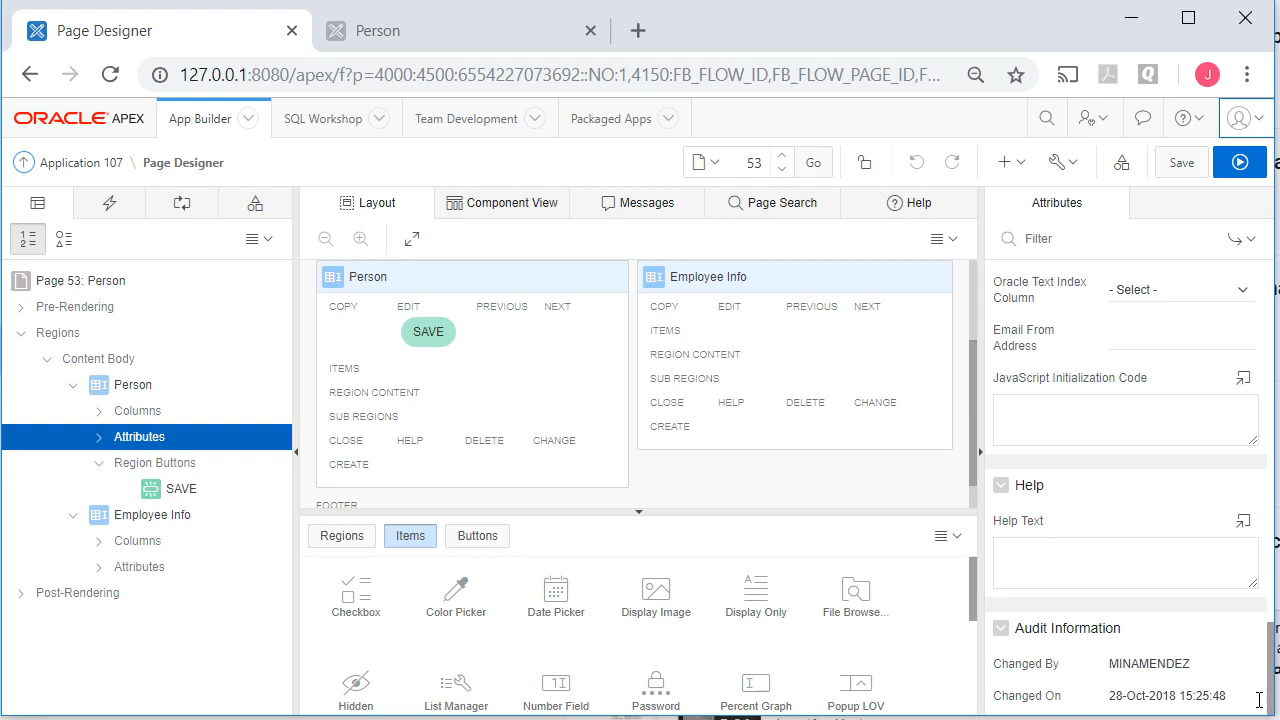 Page Designer
Person
127.0.0.1:8080/apex/f?p=4000:4500:6554227073692::NO:1,4150:FB_FLOW_ID,FB_FLOW_PAGE_ID,F...
J
ORACLE APEX
App Builder
SQL Workshop
Team Development
Packaged Apps
Application 107 \ Page Designer
53
Go
Save
Layout
Component View
Messages
Page Search
Help
Attributes
Filter
Page 53: Person
Pre-Rendering
Regions
Content Body
Person
Columns
Attributes
Region Buttons
SAVE
Employee Info
Columns
Attributes
Post-Rendering
Person
COPY EDIT PREVIOUS NEXT
SAVE
ITEMS
REGION CONTENT
SUB REGIONS
CLOSE HELP DELETE CHANGE
CREATE
FOOTER
Employee Info
COPY EDIT PREVIOUS NEXT
ITEMS
REGION CONTENT
SUB REGIONS
CLOSE HELP DELETE CHANGE
CREATE
Regions
Items
Buttons
Checkbox
Color Picker
Date Picker
Display Image
Display Only
File Browse...
Hidden
List Manager
Number Field
Password
Percent Graph
Popup LOV
Oracle Text Index
Column
- Select -
Email From
Address
JavaScript Initialization Code
Help
Help Text
Audit Information
Changed By MINAMENDEZ
Changed On 28-Oct-2018 15:25:48